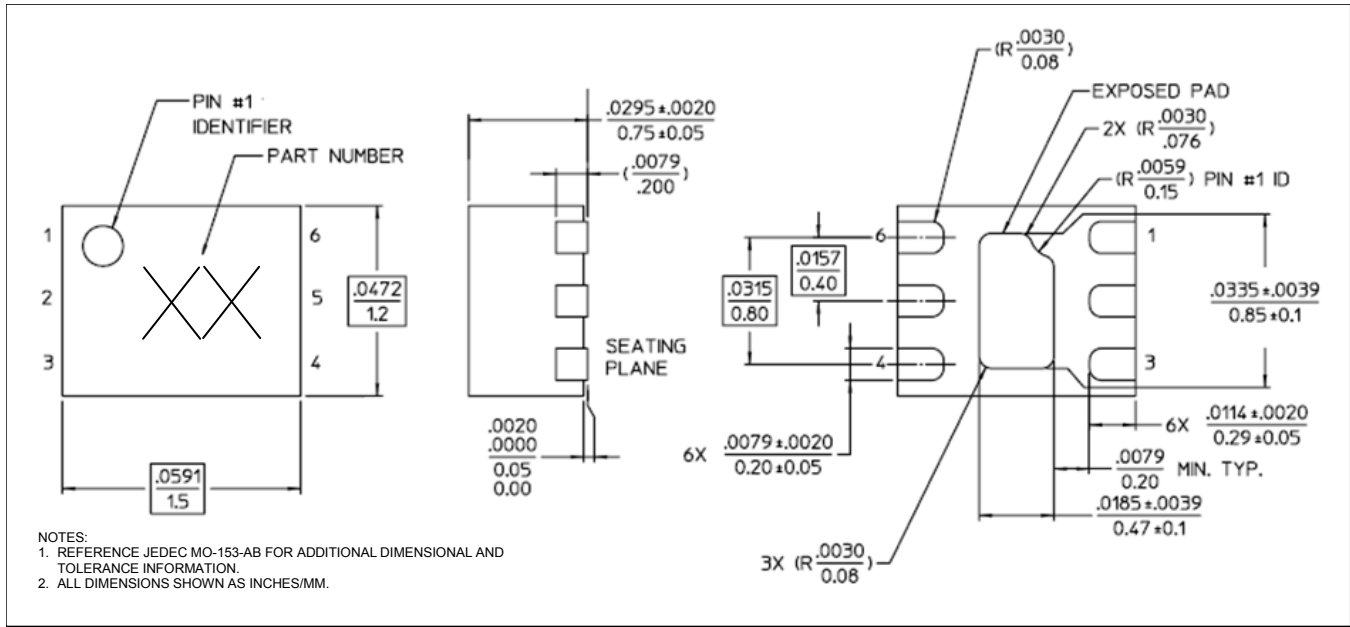 PIN #1
IDENTIFIER
PART NUMBER
1
2
3
6
5
4
.0472
1.2
.0591
1.5
.0295±.0020
0.75±0.05
(.0079
.200)
SEATING
PLANE
.0020
.0000
0.05
0.00
(R .0030
0.08)
EXPOSED PAD
2X (R .0030
.076)
(R .0059
0.15) PIN #1 ID
6
4
1
3
.0315
0.80
.0157
0.40
.0335±.0039
0.85±0.1
6X .0079±.0020
0.20±0.05
6X .0114±.0020
0.29±0.05
.0079
0.20 MIN. TYP.
.0185±.0039
0.47±0.1
3X (R .0030
0.08)
XX
NOTES:
1. REFERENCE JEDEC MO-153-AB FOR ADDITIONAL DIMENSIONAL AND
TOLERANCE INFORMATION.
2. ALL DIMENSIONS SHOWN AS INCHES/MM.